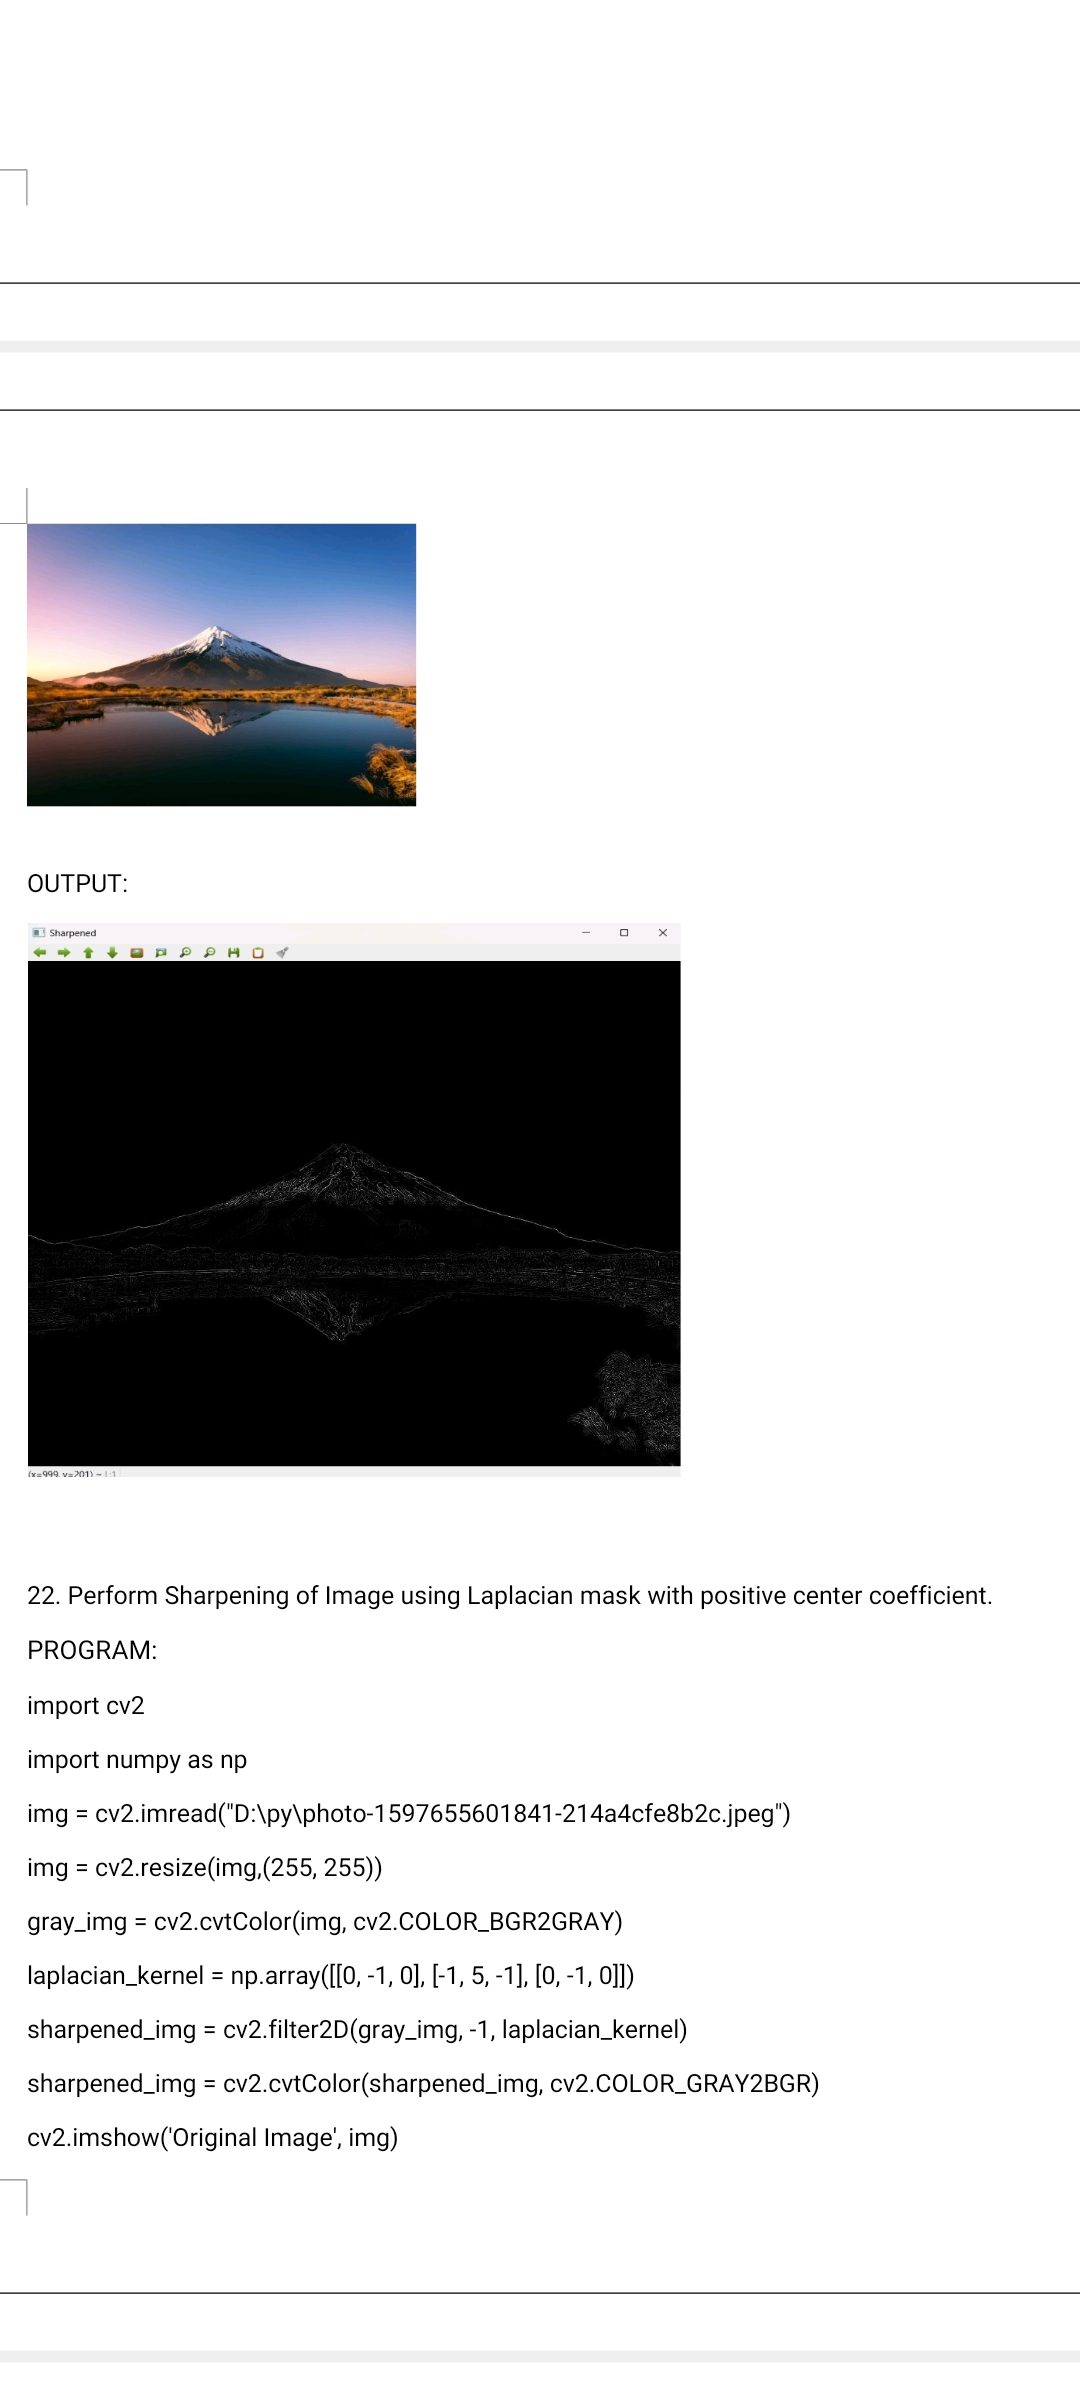 OUTPUT:
Sharpened
(x=999, y=201) ~ L:1
22. Perform Sharpening of Image using Laplacian mask with positive center coefficient.
PROGRAM:
import cv2
import numpy as np
img = cv2.imread("D:\py\photo-1597655601841-214a4cfe8b2c.jpeg")
img = cv2.resize(img,(255, 255))
gray_img = cv2.cvtColor(img, cv2.COLOR_BGR2GRAY)
laplacian_kernel = np.array([[0, -1, 0], [-1, 5, -1], [0, -1, 0]])
sharpened_img = cv2.filter2D(gray_img, -1, laplacian_kernel)
sharpened_img = cv2.cvtColor(sharpened_img, cv2.COLOR_GRAY2BGR)
cv2.imshow('Original Image', img)